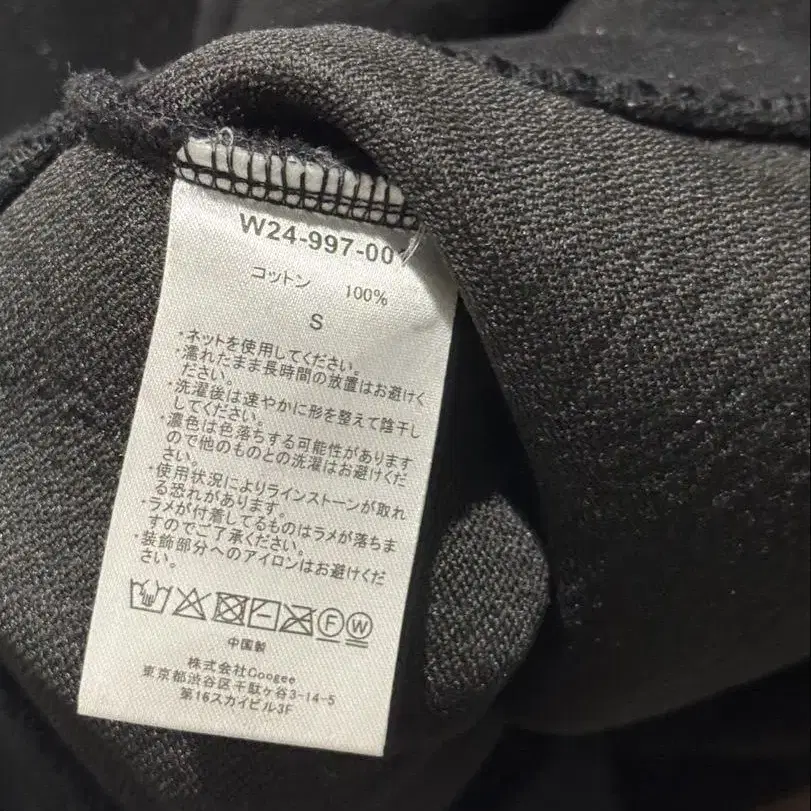 W24-997-00
コットン 100%
S
・ネットを使用してください。
・濡れたまま長時間の放置はお避けく
ださい。
・洗濯後は速やかに形を整えて陰干し
してください。
・濃色は色落ちする可能性があります
ので他のものとの洗濯はお避けくだ
さい。
・使用状況によりラインストーンが取れ
る恐れがあります。
・ラメが付着してるものはラメが落ちま
すのでご了承ください。
・装飾部分へのアイロンはお避けくだ
さい。
F W
中国製
株式会社Coogee
東京都渋谷区千駄ヶ谷3-14-5
第16スカイビル3F